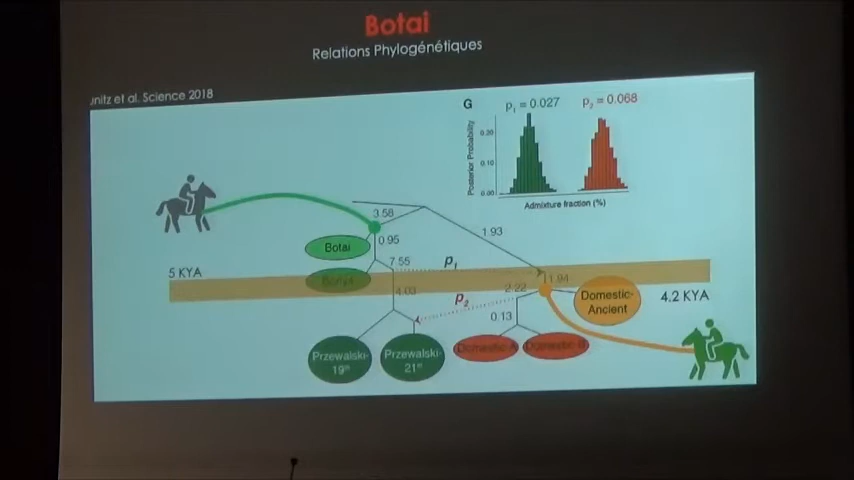 Botai
Relations Phylogénétiques
unitz et al. Science 2018
G
p₁ = 0.027
p₂ = 0.068
Posterior Probability
0.20
0.10
0.00
Admixture fraction (%)
3.58
1.93
Botai
0.95
7.55
p₁
5 KYA
1.94
4.03
2.22
Domestic-
Ancient
4.2 KYA
p₂
0.13
Przewalski-
19th
Przewalski-
21st
Domestic-A
Domestic-B